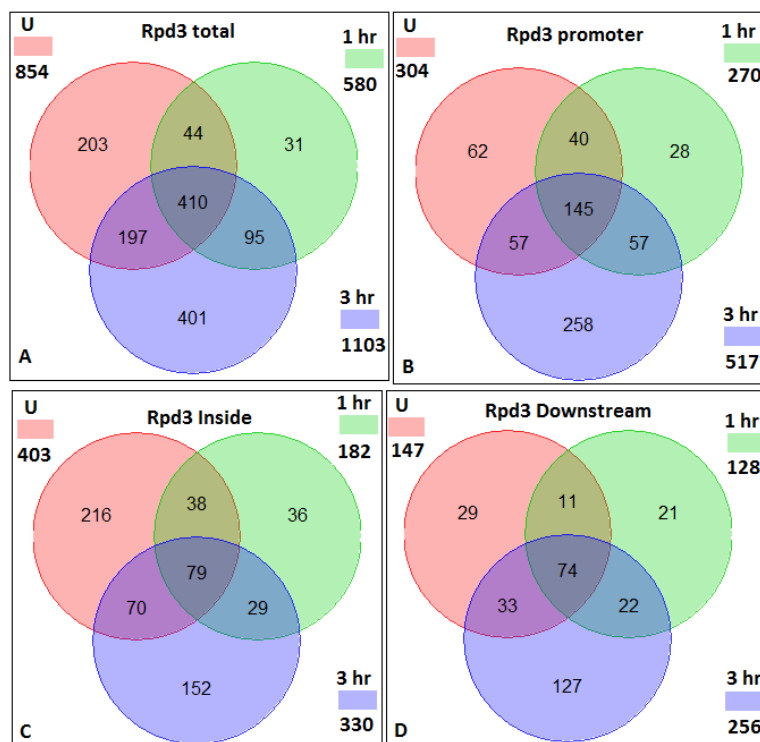 U
854
Rpd3 total
1 hr
580
203
44
31
410
197
95
401
3 hr
1103
A
U
304
Rpd3 promoter
1 hr
270
62
40
28
145
57
57
258
3 hr
517
B
U
403
Rpd3 Inside
1 hr
182
216
38
36
79
70
29
152
3 hr
330
C
U
147
Rpd3 Downstream
1 hr
128
29
11
21
74
33
22
127
3 hr
256
D